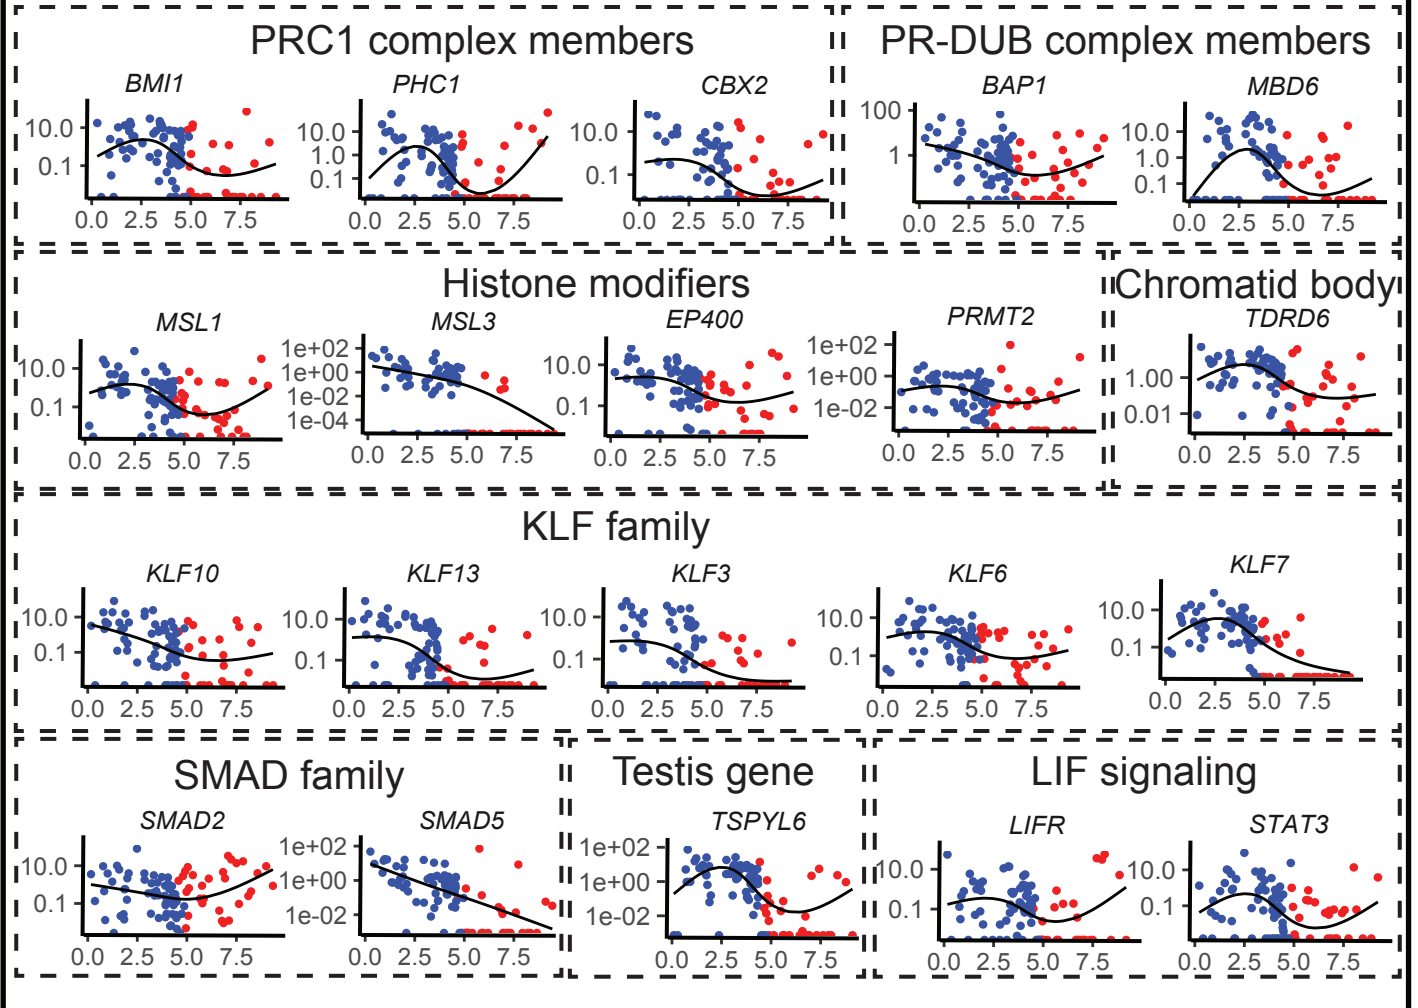 PRC1 complex members
PR-DUB complex members
BMI1
PHC1
CBX2
BAP1
MBD6
10.0
0.1
0.0 2.5 5.0 7.5
10.0
1.0
0.1
0.0 2.5 5.0 7.5
10.0
0.1
0.0 2.5 5.0 7.5
100
1
0.0 2.5 5.0 7.5
10.0
1.0
0.1
0.0 2.5 5.0 7.5
Histone modifiers
Chromatid body
MSL1
MSL3
EP400
PRMT2
TDRD6
10.0
0.1
0.0 2.5 5.0 7.5
1e+02
1e+00
1e-02
1e-04
0.0 2.5 5.0 7.5
10.0
0.1
0.0 2.5 5.0 7.5
1e+02
1e+00
1e-02
0.0 2.5 5.0 7.5
1.00
0.01
0.0 2.5 5.0 7.5
KLF family
KLF10
KLF13
KLF3
KLF6
KLF7
10.0
0.1
0.0 2.5 5.0 7.5
10.0
0.1
0.0 2.5 5.0 7.5
10.0
0.1
0.0 2.5 5.0 7.5
10.0
0.1
0.0 2.5 5.0 7.5
10.0
0.1
0.0 2.5 5.0 7.5
SMAD family
Testis gene
LIF signaling
SMAD2
SMAD5
TSPYL6
LIFR
STAT3
10.0
0.1
0.0 2.5 5.0 7.5
1e+02
1e+00
1e-02
0.0 2.5 5.0 7.5
1e+02
1e+00
1e-02
0.0 2.5 5.0 7.5
10.0
0.1
0.0 2.5 5.0 7.5
10.0
0.1
0.0 2.5 5.0 7.5